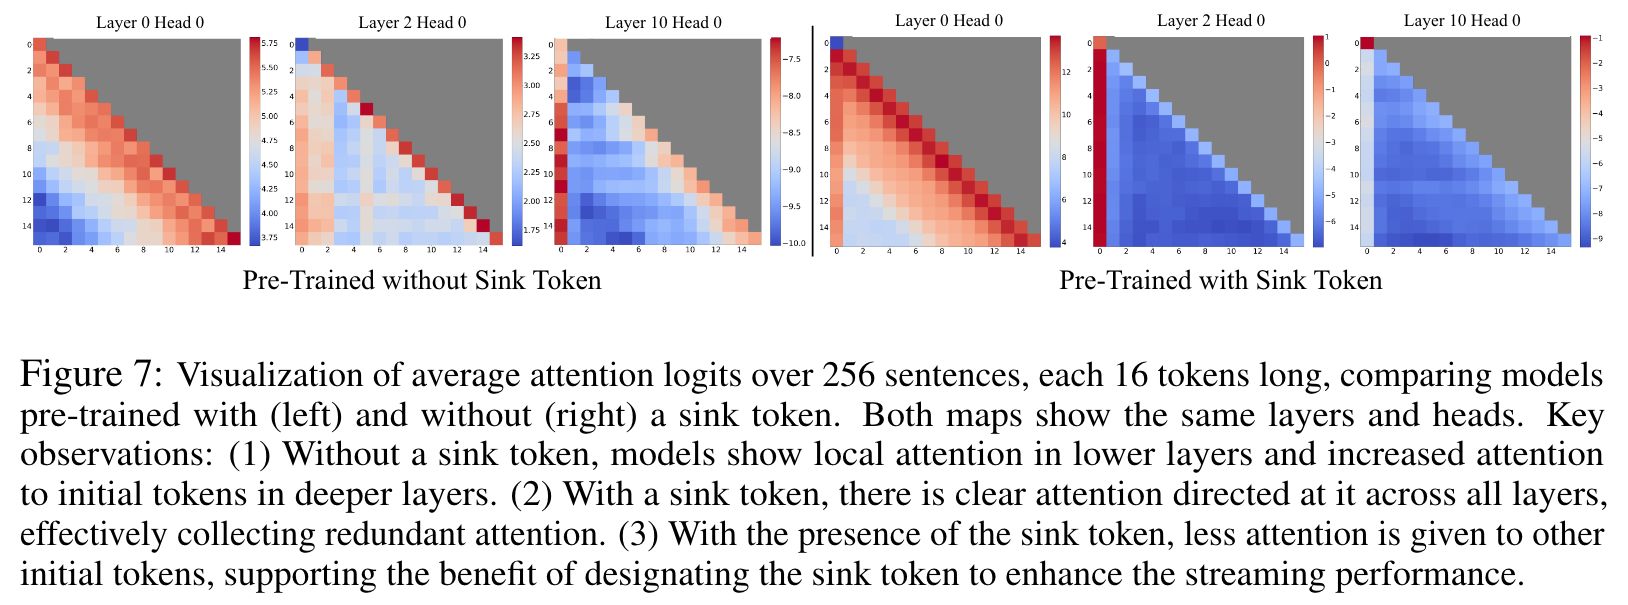 Layer 0 Head 0
Layer 2 Head 0
Layer 10 Head 0
Layer 0 Head 0
Layer 2 Head 0
Layer 10 Head 0
0 2 4 6 8 10 12 14
0 2 4 6 8 10 12 14
5.75 5.50 5.25 5.00 4.75 4.50 4.25 4.00 3.75
0 2 4 6 8 10 12 14
0 2 4 6 8 10 12 14
3.25 3.00 2.75 2.50 2.25 2.00 1.75
0 2 4 6 8 10 12 14
0 2 4 6 8 10 12 14
−7.5 −8.0 −8.5 −9.0 −9.5 −10.0
0 2 4 6 8 10 12 14
0 2 4 6 8 10 12 14
12 10 8 6 4
0 2 4 6 8 10 12 14
0 2 4 6 8 10 12 14
1 0 −1 −2 −3 −4 −5 −6
0 2 4 6 8 10 12 14
0 2 4 6 8 10 12 14
−1 −2 −3 −4 −5 −6 −7 −8 −9
Pre-Trained without Sink Token
Pre-Trained with Sink Token
Figure 7: Visualization of average attention logits over 256 sentences, each 16 tokens long, comparing models
pre-trained with (left) and without (right) a sink token. Both maps show the same layers and heads. Key
observations: (1) Without a sink token, models show local attention in lower layers and increased attention
to initial tokens in deeper layers. (2) With a sink token, there is clear attention directed at it across all layers,
effectively collecting redundant attention. (3) With the presence of the sink token, less attention is given to other
initial tokens, supporting the benefit of designating the sink token to enhance the streaming performance.